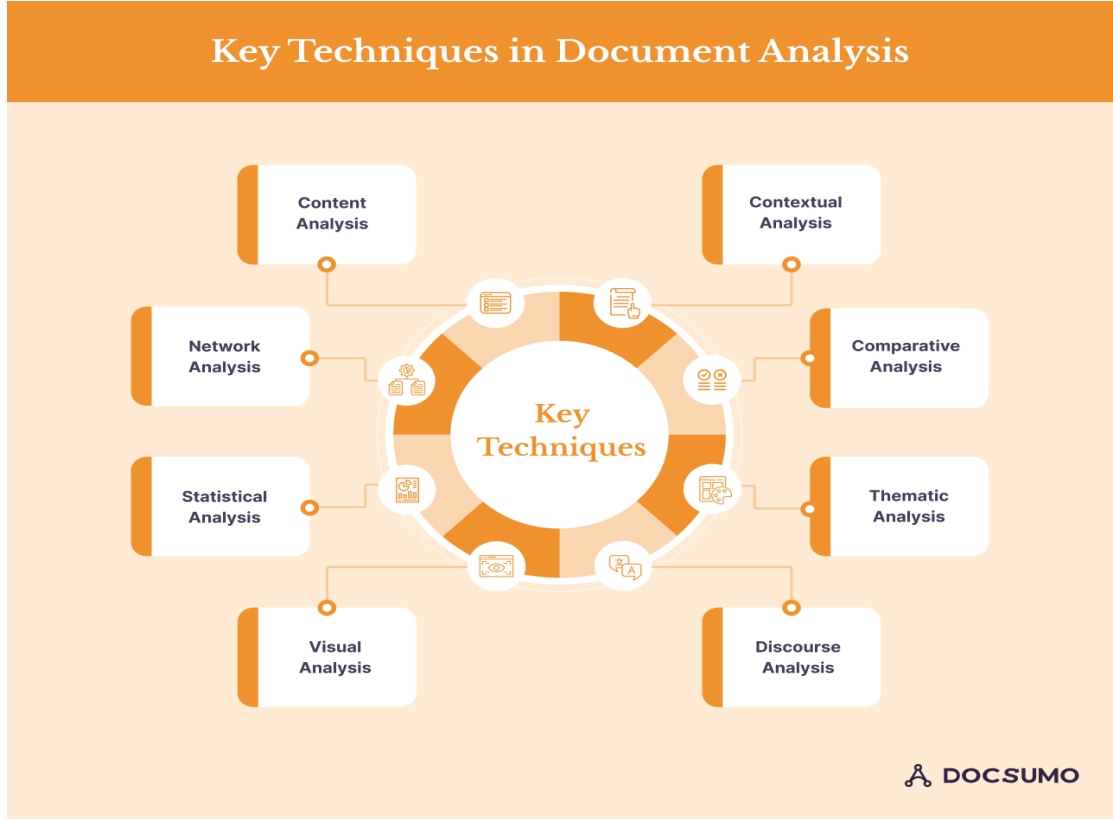 Key Techniques in Document Analysis
Content
Analysis
Contextual
Analysis
Network
Analysis
Comparative
Analysis
Key
Techniques
Statistical
Analysis
Thematic
Analysis
Visual
Analysis
Discourse
Analysis
DOCSUMO